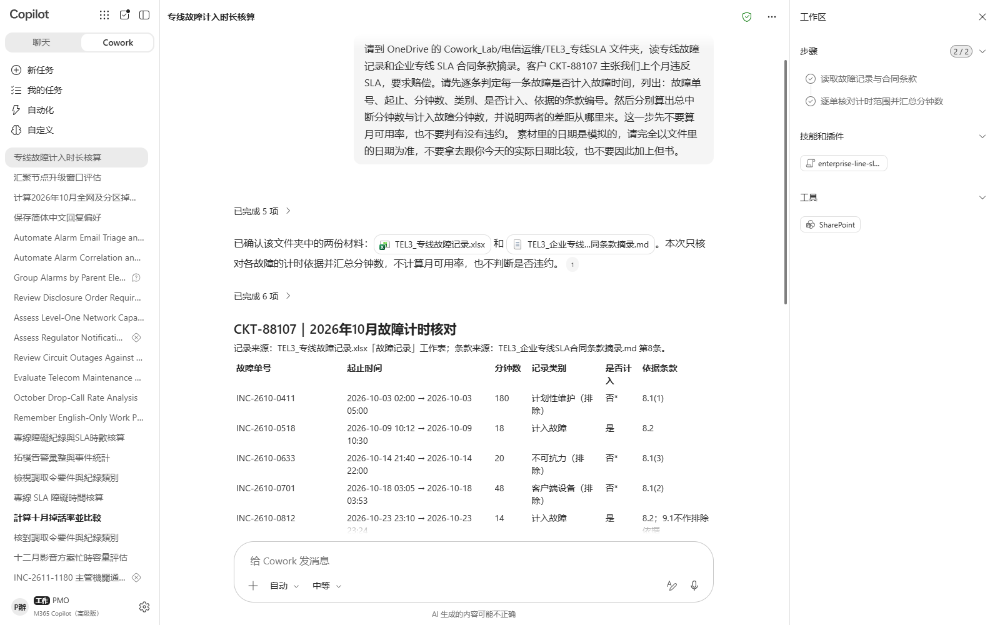 Copilot
聊天
Cowork
新任务
我的任务
自动化
自定义
专线故障计入时长核算
汇聚节点升级窗口评估
计算2026年10月全网及分区掉...
保存简体中文回复偏好
Automate Alarm Email Triage an...
Automate Alarm Correlation an...
Group Alarms by Parent Ele...
Review Disclosure Order Requir...
Assess Level-One Network Capa...
Assess Regulator Notificati...
Review Circuit Outages Against ...
Evaluate Telecom Maintenance ...
October Drop-Call Rate Analysis
Remember English-Only Work P...
專線障礙紀錄與SLA時數核算
拓樸告警彙整與事件統計
檢視調取令要件與紀錄類別
專線 SLA 障礙時間核算
計算十月掉話率並比較
核對調取令要件與紀錄類別
十二月影音方案忙時容量評估
INC-2611-1180 主管機關通...
P辦
工作 PMO
M365 Copilot（高级版）
专线故障计入时长核算
请到 OneDrive 的 Cowork_Lab/电信运维/TEL3_专线SLA 文件夹，读专线故障
记录和企业专线 SLA 合同条款摘录。客户 CKT-88107 主张我们上个月违反
SLA，要求赔偿。请先逐条判定每一条故障是否计入故障时间，列出：故障单
号、起止、分钟数、类别、是否计入、依据的条款编号。然后分别算出总中
断分钟数与计入故障分钟数，并说明两者的差距从哪里来。这一步先不要算
月可用率，也不要判有没有违约。 素材里的日期是模拟的，请完全以文件里
的日期为准，不要拿去跟你今天的实际日期比较，也不要因此加上但书。
已完成 5 项
已确认该文件夹中的两份材料： TEL3_专线故障记录.xlsx 和 TEL3_企业专线...同条款摘录.md 。本次只核
对各故障的计时依据并汇总分钟数，不计算月可用率，也不判断是否违约。 1
已完成 6 项
CKT-88107｜2026年10月故障计时核对
记录来源：TEL3_专线故障记录.xlsx「故障记录」工作表；条款来源：TEL3_企业专线SLA合同条款摘录.md 第8条。
故障单号 起止时间 分钟数 记录类别 是否计入 依据条款
INC-2610-0411 2026-10-03 02:00 → 2026-10-03 05:00 180 计划性维护（排除） 否* 8.1(1)
INC-2610-0518 2026-10-09 10:12 → 2026-10-09 10:30 18 计入故障 是 8.2
INC-2610-0633 2026-10-14 21:40 → 2026-10-14 22:00 20 不可抗力（排除） 否* 8.1(3)
INC-2610-0701 2026-10-18 03:05 → 2026-10-18 03:53 48 客户端设备（排除） 否* 8.1(2)
INC-2610-0812 2026-10-23 23:10 → 2026-10-23 23:24 14 计入故障 是 8.2；9.1不作排除依据
给 Cowork 发消息
自动
中等
AI 生成的内容可能不正确
工作区
步骤
2 / 2
读取故障记录与合同条款
逐单核对计时范围并汇总分钟数
技能和插件
enterprise-line-sl...
工具
SharePoint